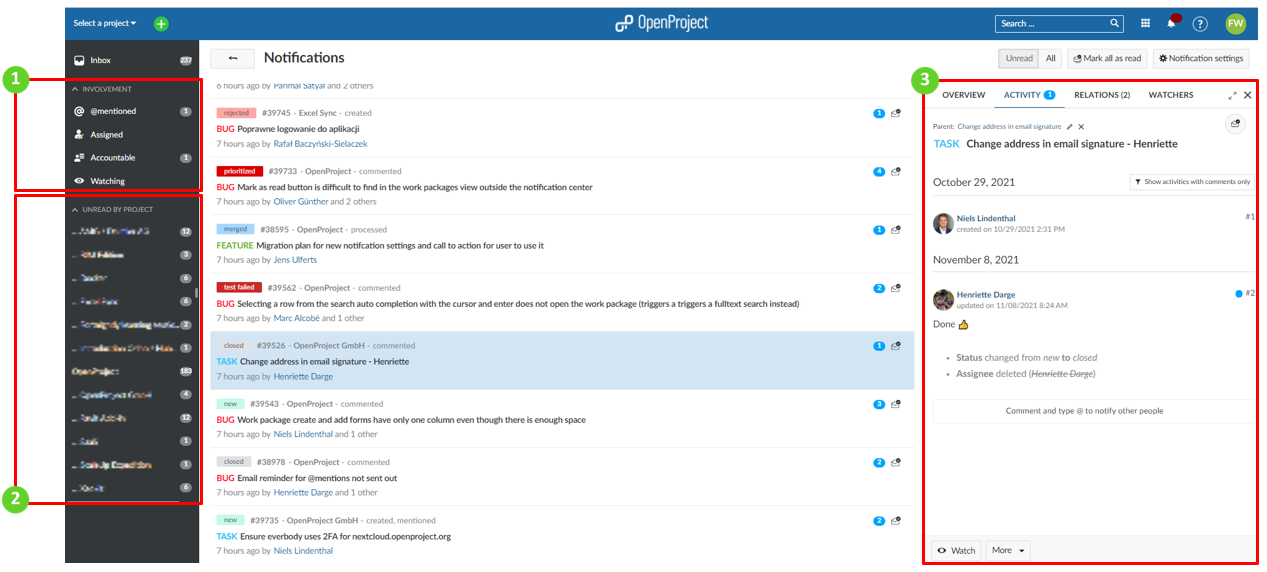 Select a project
OpenProject
Search ...
FW
Inbox 237
Notifications
Unread All Mark all as read Notification settings
1
INVOLVEMENT
@mentioned 1
Assigned
Accountable 1
Watching
2
UNREAD BY PROJECT
12
3
6
6
2
1
OpenProject 183
4
12
1
1
6
6 hours ago by Parimal Satyal and 2 others
rejected #39745 - Excel Sync - created 1
BUG Poprawne logowanie do aplikacji
7 hours ago by Rafał Baczyński-Sielaczek
prioritized #39733 - OpenProject - commented 4
BUG Mark as read button is difficult to find in the work packages view outside the notification center
7 hours ago by Oliver Günther and 2 others
merged #38595 - OpenProject - processed 1
FEATURE Migration plan for new notification settings and call to action for user to use it
7 hours ago by Jens Ulferts
test failed #39562 - OpenProject - commented 2
BUG Selecting a row from the search auto completion with the cursor and enter does not open the work package (triggers a triggers a fulltext search instead)
7 hours ago by Marc Alcobé and 1 other
closed #39526 - OpenProject GmbH - commented 1
TASK Change address in email signature - Henriette
7 hours ago by Henriette Darge
new #39543 - OpenProject - commented 3
BUG Work package create and add forms have only one column even though there is enough space
7 hours ago by Niels Lindenthal and 1 other
closed #38978 - OpenProject - commented 2
BUG Email reminder for @mentions not sent out
7 hours ago by Henriette Darge and 1 other
new #39735 - OpenProject GmbH - created, mentioned 2
TASK Ensure everbody uses 2FA for nextcloud.openproject.org
7 hours ago by Niels Lindenthal
3
OVERVIEW ACTIVITY 1 RELATIONS (2) WATCHERS
Parent: Change address in email signature
TASK Change address in email signature - Henriette
October 29, 2021 Show activities with comments only
Niels Lindenthal #1
created on 10/29/2021 2:31 PM
November 8, 2021
Henriette Darge #2
updated on 11/08/2021 8:24 AM
Done 👍
• Status changed from new to closed
• Assignee deleted (Henriette Darge)
Comment and type @ to notify other people
Watch More